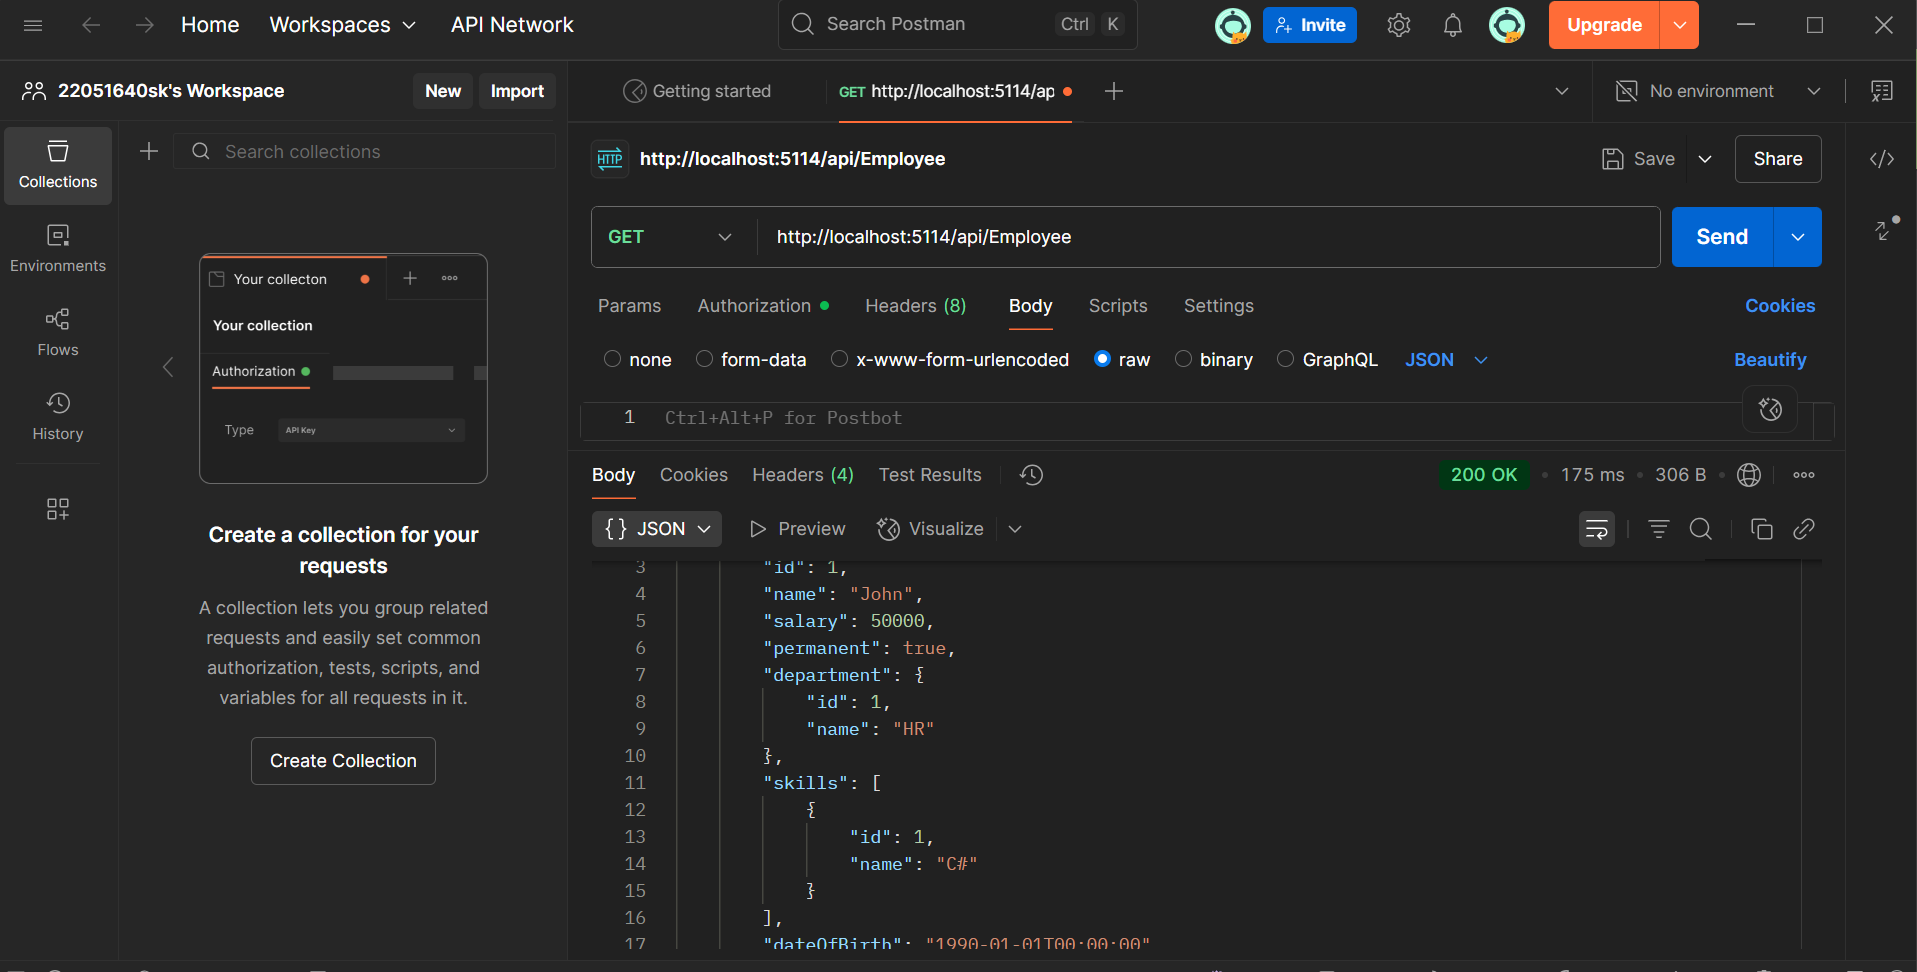 Home Workspaces API Network Search Postman Ctrl K Invite Upgrade
22051640sk's Workspace New Import
Getting started GET http://localhost:5114/ap No environment
Collections
Search collections
HTTP http://localhost:5114/api/Employee Save Share
Environments
GET http://localhost:5114/api/Employee Send
Flows
History
Your collecton
Your collection
Authorization
Type API Key
Create a collection for your
requests
A collection lets you group related
requests and easily set common
authorization, tests, scripts, and
variables for all requests in it.
Create Collection
Params Authorization Headers (8) Body Scripts Settings Cookies
none form-data x-www-form-urlencoded raw binary GraphQL JSON Beautify
1 Ctrl+Alt+P for Postbot
Body Cookies Headers (4) Test Results 200 OK 175 ms 306 B
{} JSON Preview Visualize
3 "id": 1,
4 "name": "John",
5 "salary": 50000,
6 "permanent": true,
7 "department": {
8 "id": 1,
9 "name": "HR"
10 },
11 "skills": [
12 {
13 "id": 1,
14 "name": "C#"
15 }
16 ],
17 "dateOfBirth": "1990-01-01T00:00:00"